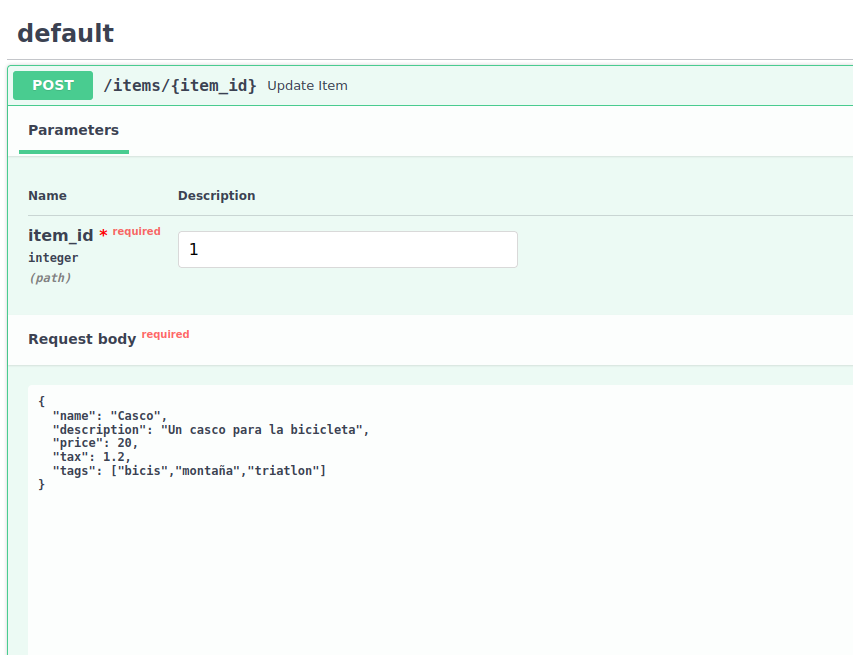 default
POST /items/{item_id} Update Item
Parameters
Name Description
item_id * required
1
integer
(path)
Request body required
{
"name": "Casco",
"description": "Un casco para la bicicleta",
"price": 20,
"tax": 1.2,
"tags": ["bicis","montaña","triatlon"]
}